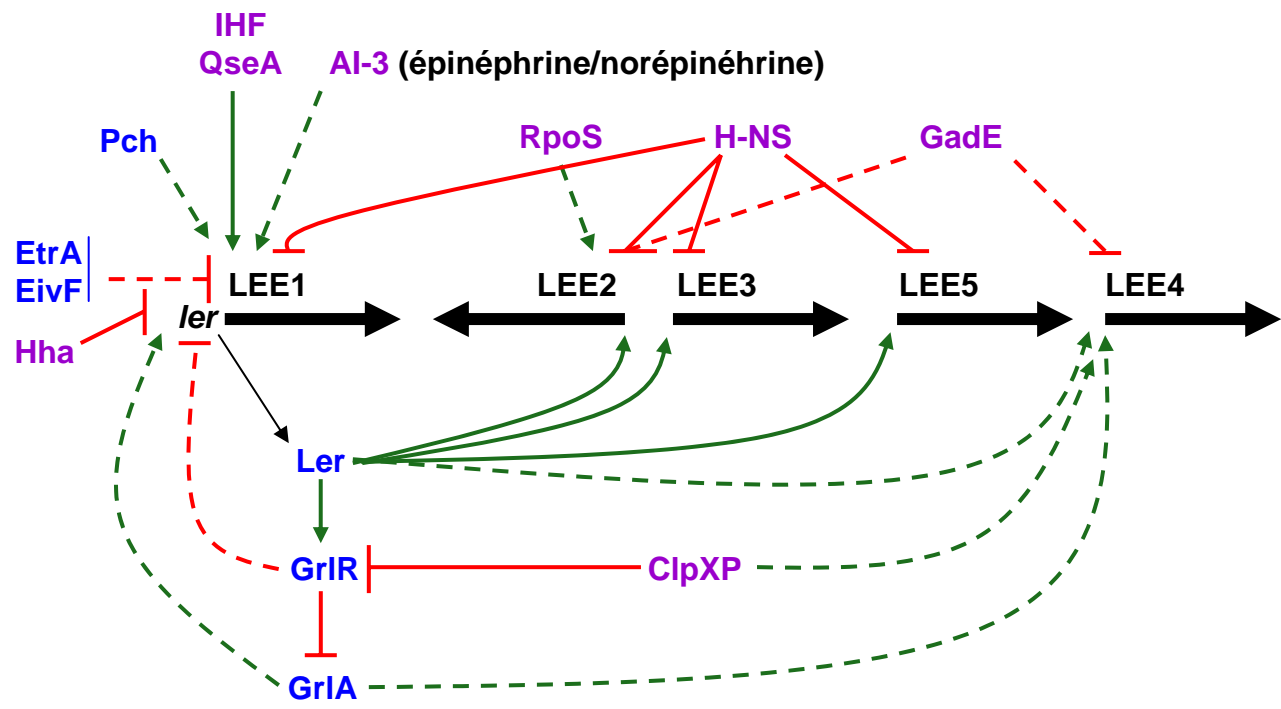 IHF
QseA
AI-3 (épinéphrine/norépinéhrine)
Pch
RpoS
H-NS
GadE
EtrA
EivF
LEE1
LEE2
LEE3
LEE5
LEE4
ler
Hha
Ler
GrlR
ClpXP
GrlA